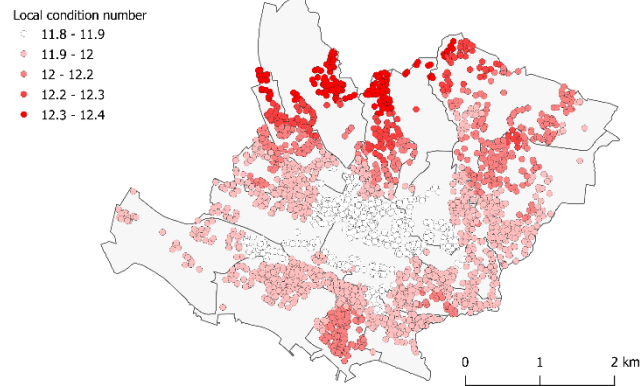 Local condition number
11.8 - 11.9
11.9 - 12
12 - 12.2
12.2 - 12.3
12.3 - 12.4
0 1 2 km